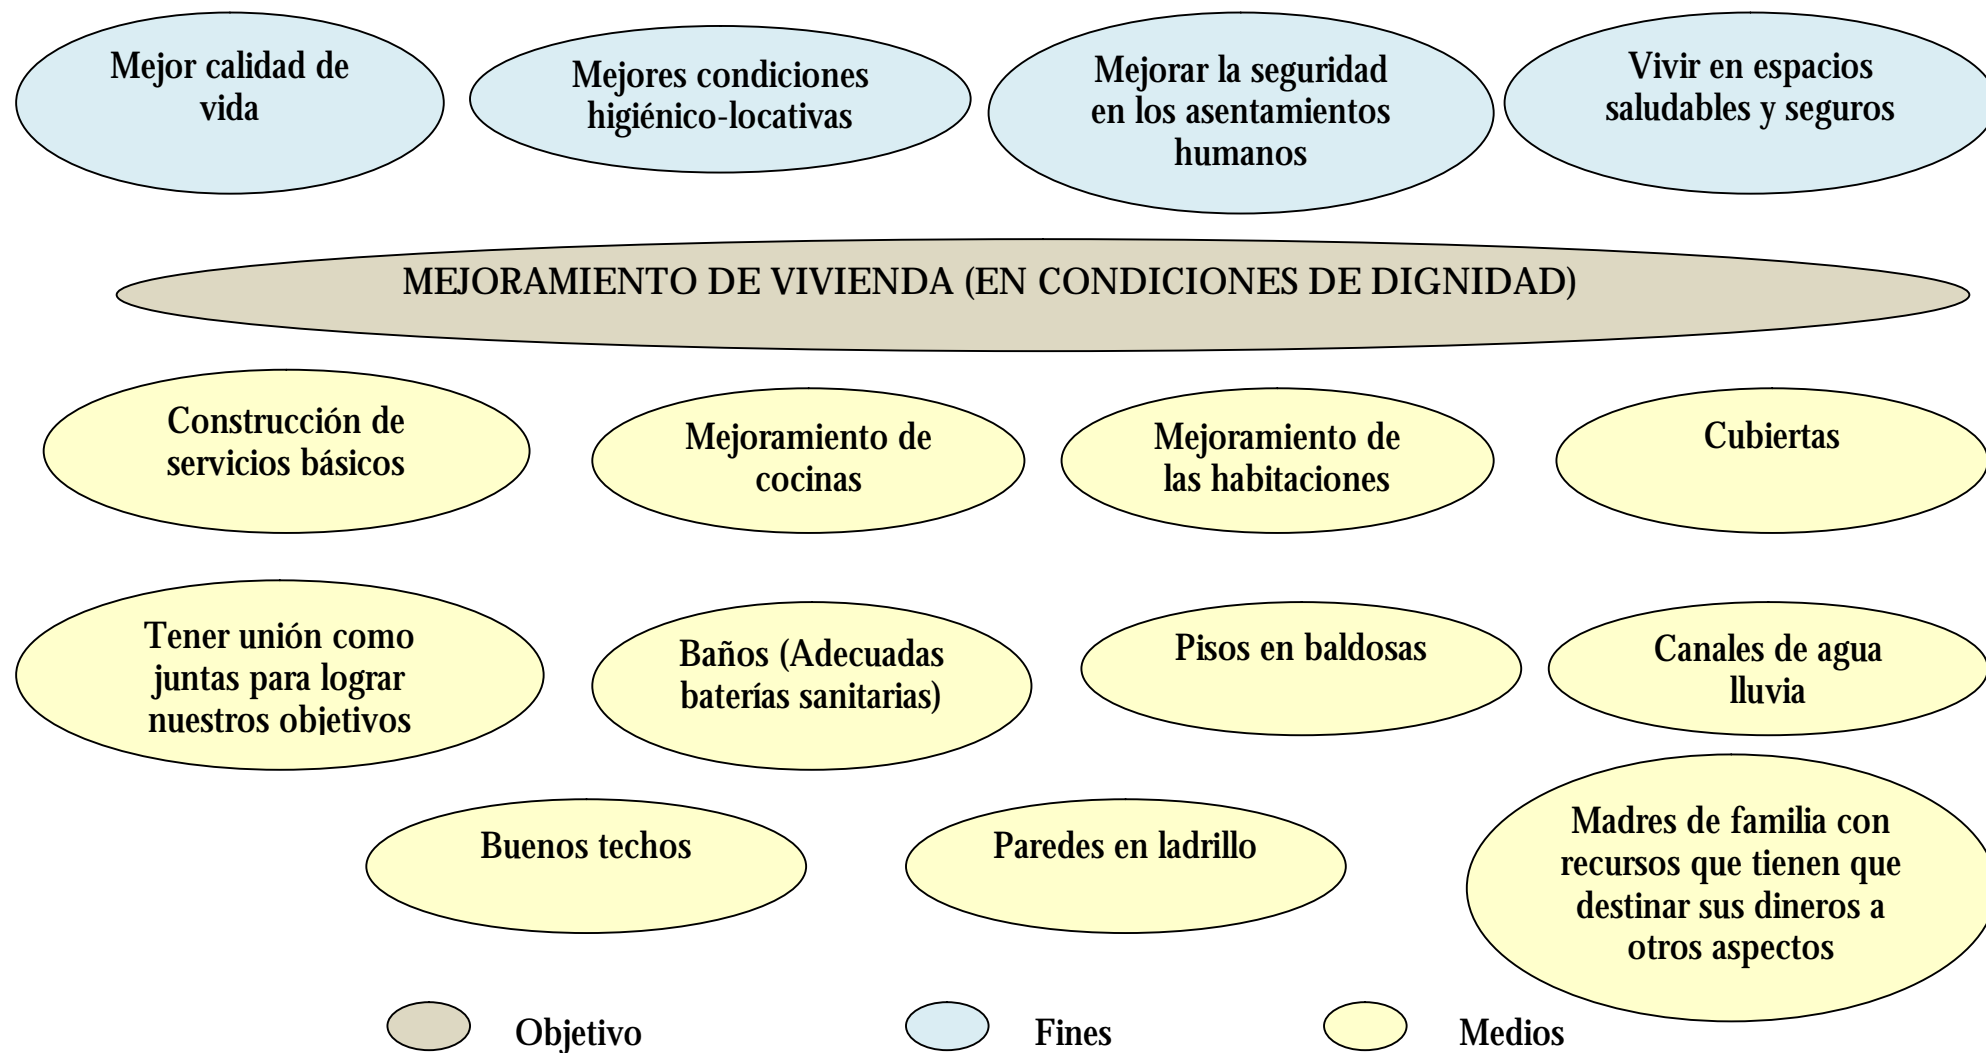 Mejor calidad de
vida
Mejores condiciones
higiénico-locativas
Mejorar la seguridad
en los asentamientos
humanos
Vivir en espacios
saludables y seguros
MEJORAMIENTO DE VIVIENDA (EN CONDICIONES DE DIGNIDAD)
Construcción de
servicios básicos
Mejoramiento de
cocinas
Mejoramiento de
las habitaciones
Cubiertas
Tener unión como
juntas para lograr
nuestros objetivos
Baños (Adecuadas
baterías sanitarias)
Pisos en baldosas
Canales de agua
lluvia
Buenos techos
Paredes en ladrillo
Madres de familia con
recursos que tienen que
destinar sus dineros a
otros aspectos
Objetivo
Fines
Medios